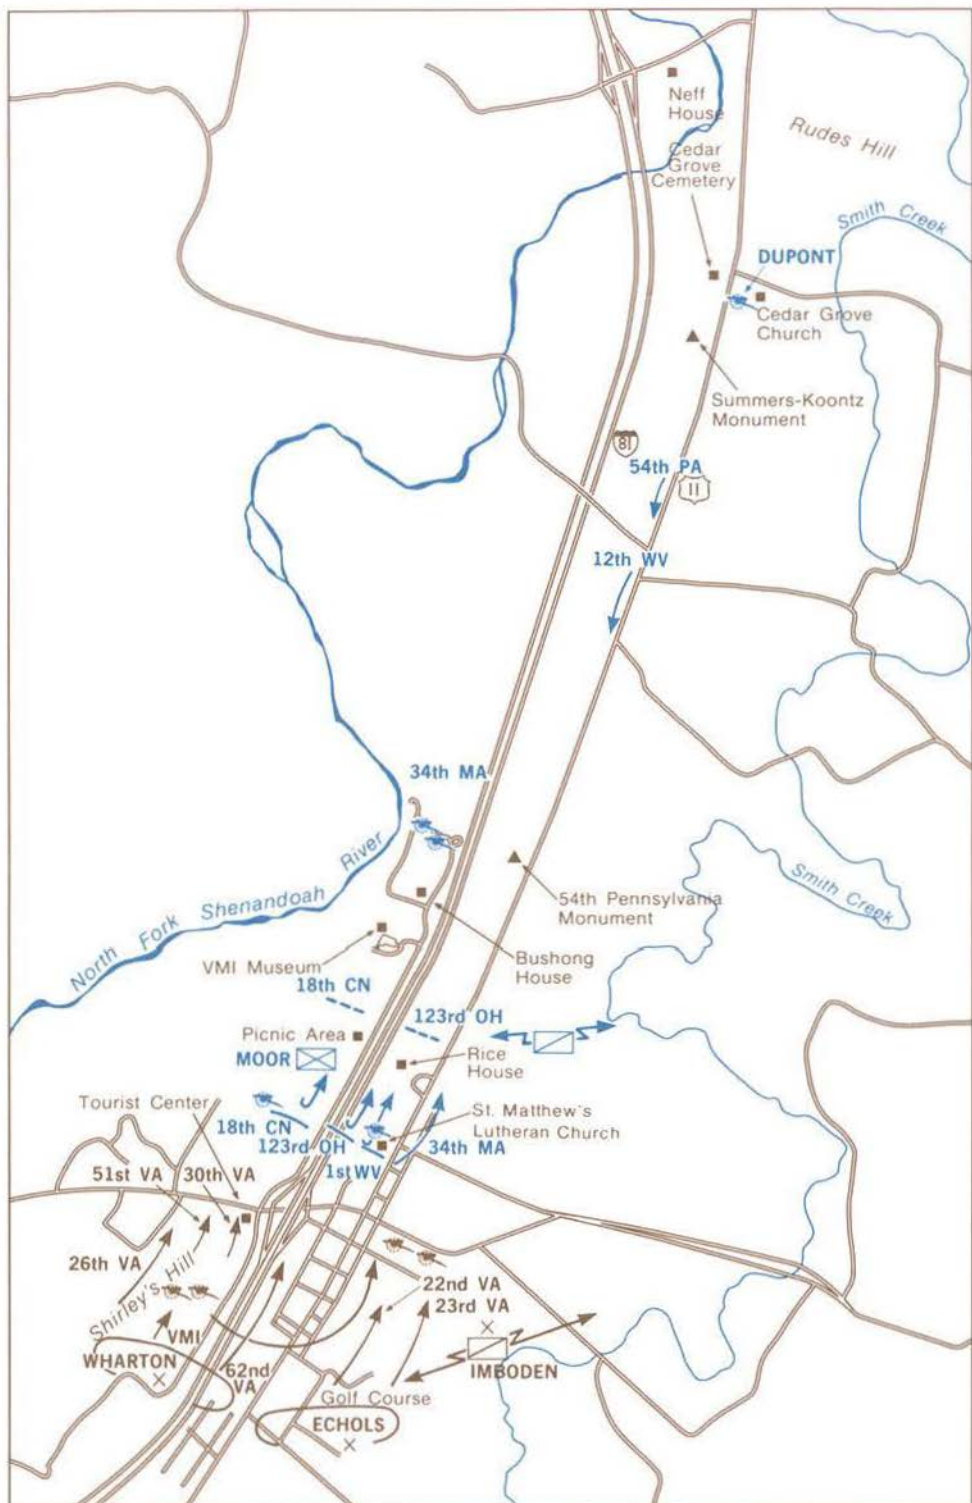 Neff
House
Rudes Hill
Cedar
Grove
Cemetery
Smith Creek
DUPONT
Cedar Grove
Church
Summers-Koontz
Monument
81
54th PA
11
12th WV
34th MA
North Fork Shenandoah River
54th Pennsylvania
Monument
Smith Creek
VMI Museum
Bushong
House
18th CN
123rd OH
Picnic Area
MOOR
Rice
House
Tourist Center
18th CN
123rd OH
1st WV
St. Matthew's
Lutheran Church
34th MA
51st VA
30th VA
26th VA
Shirley's Hill
22nd VA
23rd VA
VMI
WHARTON
62nd
VA
IMBODEN
Golf Course
ECHOLS